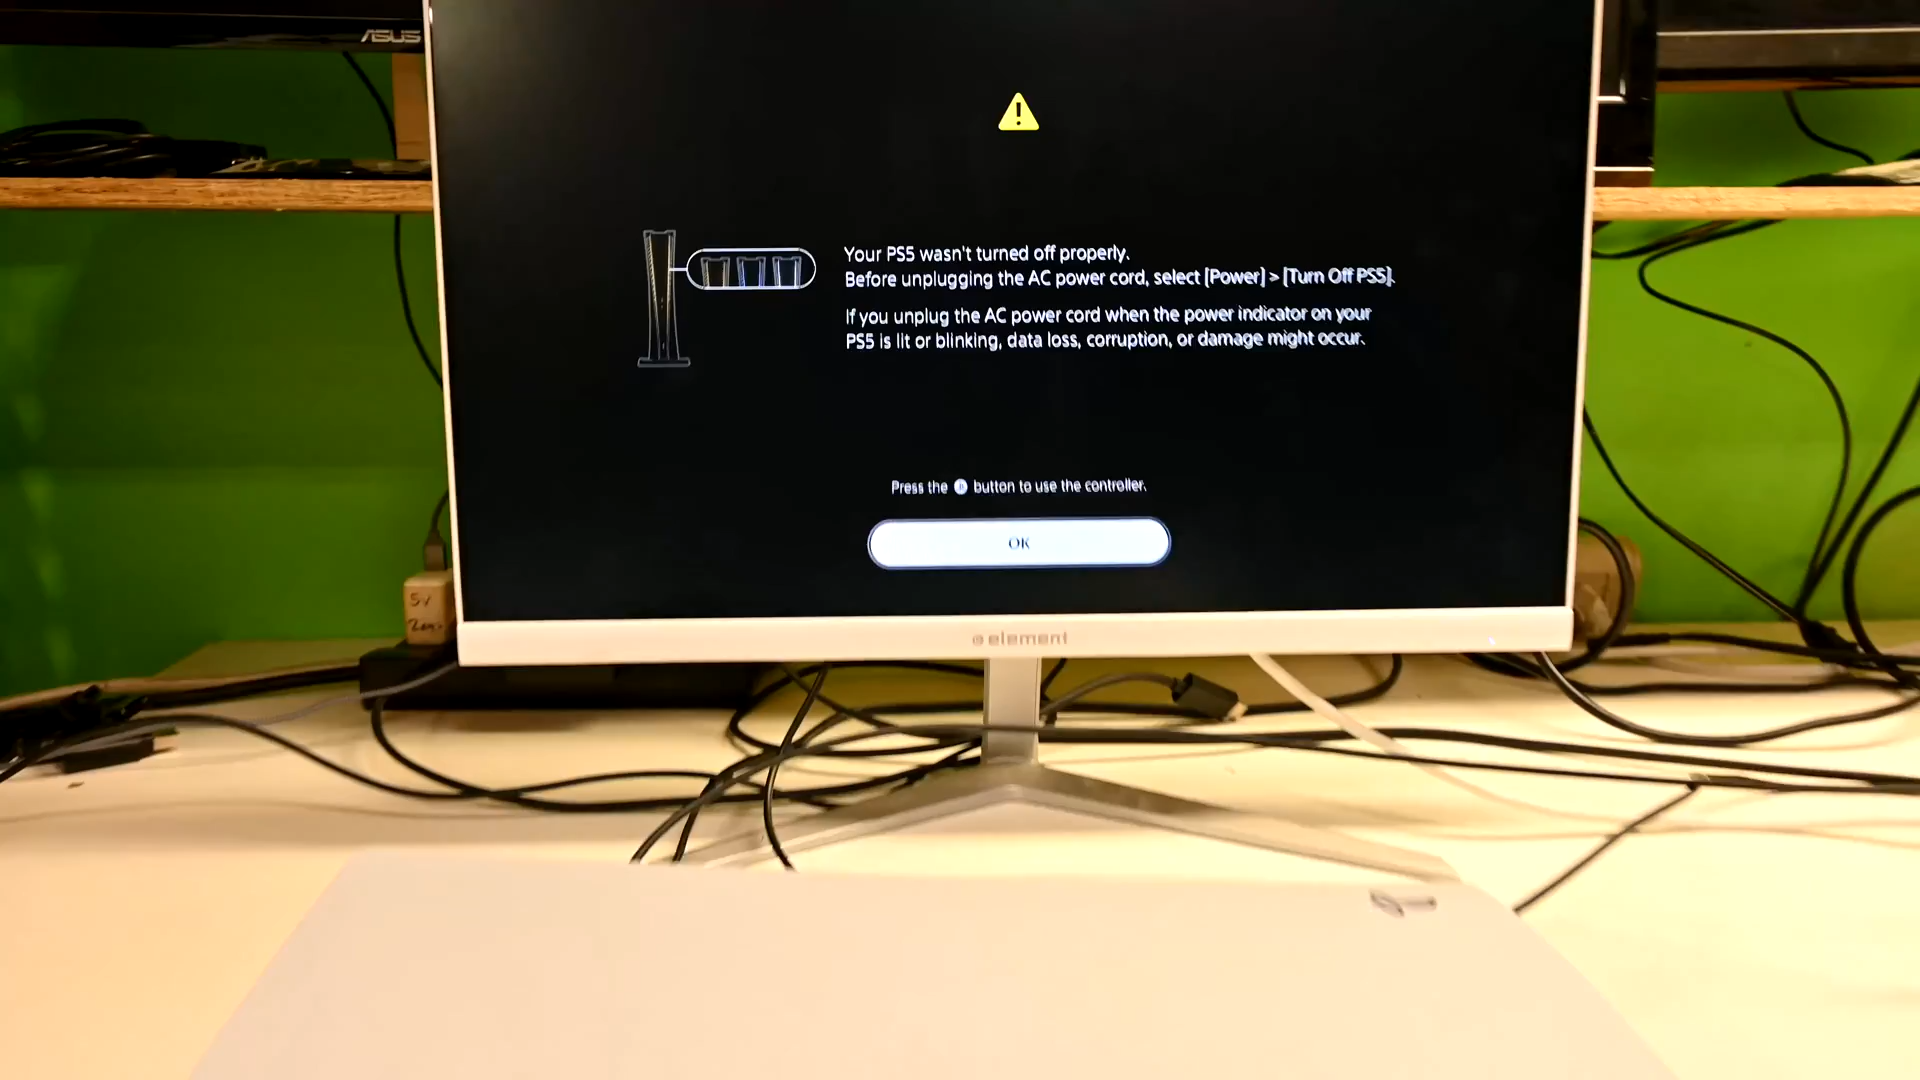 ASUS
Your PS5 wasn't turned off properly.
Before unplugging the AC power cord, select [Power] > [Turn Off PS5].
If you unplug the AC power cord when the power indicator on your
PS5 is lit or blinking, data loss, corruption, or damage might occur.
Press the button to use the controller.
OK
5v
element